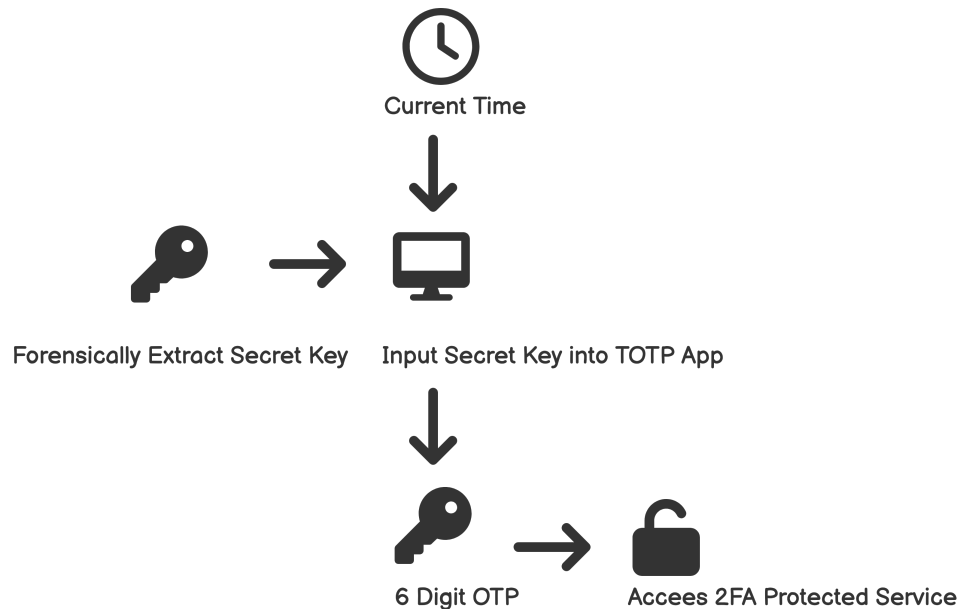 Current Time
Forensically Extract Secret Key
Input Secret Key into TOTP App
6 Digit OTP
Accees 2FA Protected Service